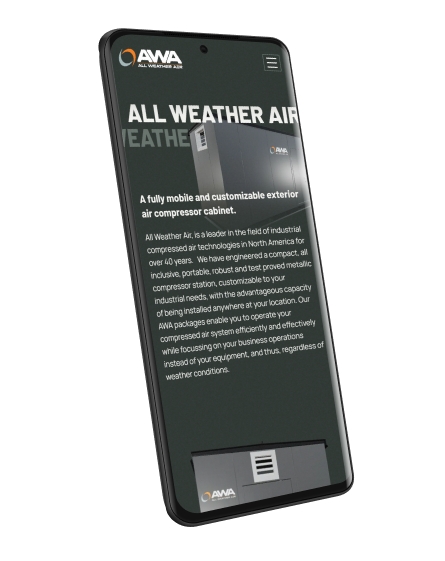 AWA
ALL WEATHER AIR
ALL WEATHER AIR
WEATHE
AWA
A fully mobile and customizable exterior
air compressor cabinet.
All Weather Air, is a leader in the field of industrial
compressed air technologies in North America for
over 40 years. We have engineered a compact, all
inclusive, portable, robust and test proved metallic
compressor station, customizable to your
industrial needs, with the advantageous capacity
of being installed anywhere at your location. Our
AWA packages enable you to operate your
compressed air system efficiently and effectively
while focussing on your business operations
instead of your equipment, and thus, regardless of
weather conditions.
AWA